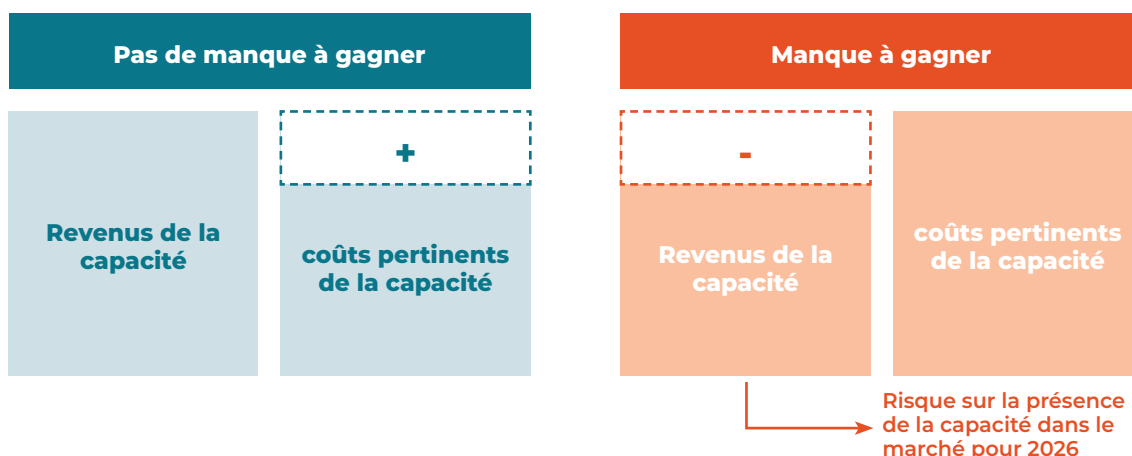 Pas de manque à gagner
Manque à gagner
+
Revenus de la
capacité
coûts pertinents
de la capacité
-
Revenus de la
capacité
coûts pertinents
de la capacité
Risque sur la présence
de la capacité dans le
marché pour 2026